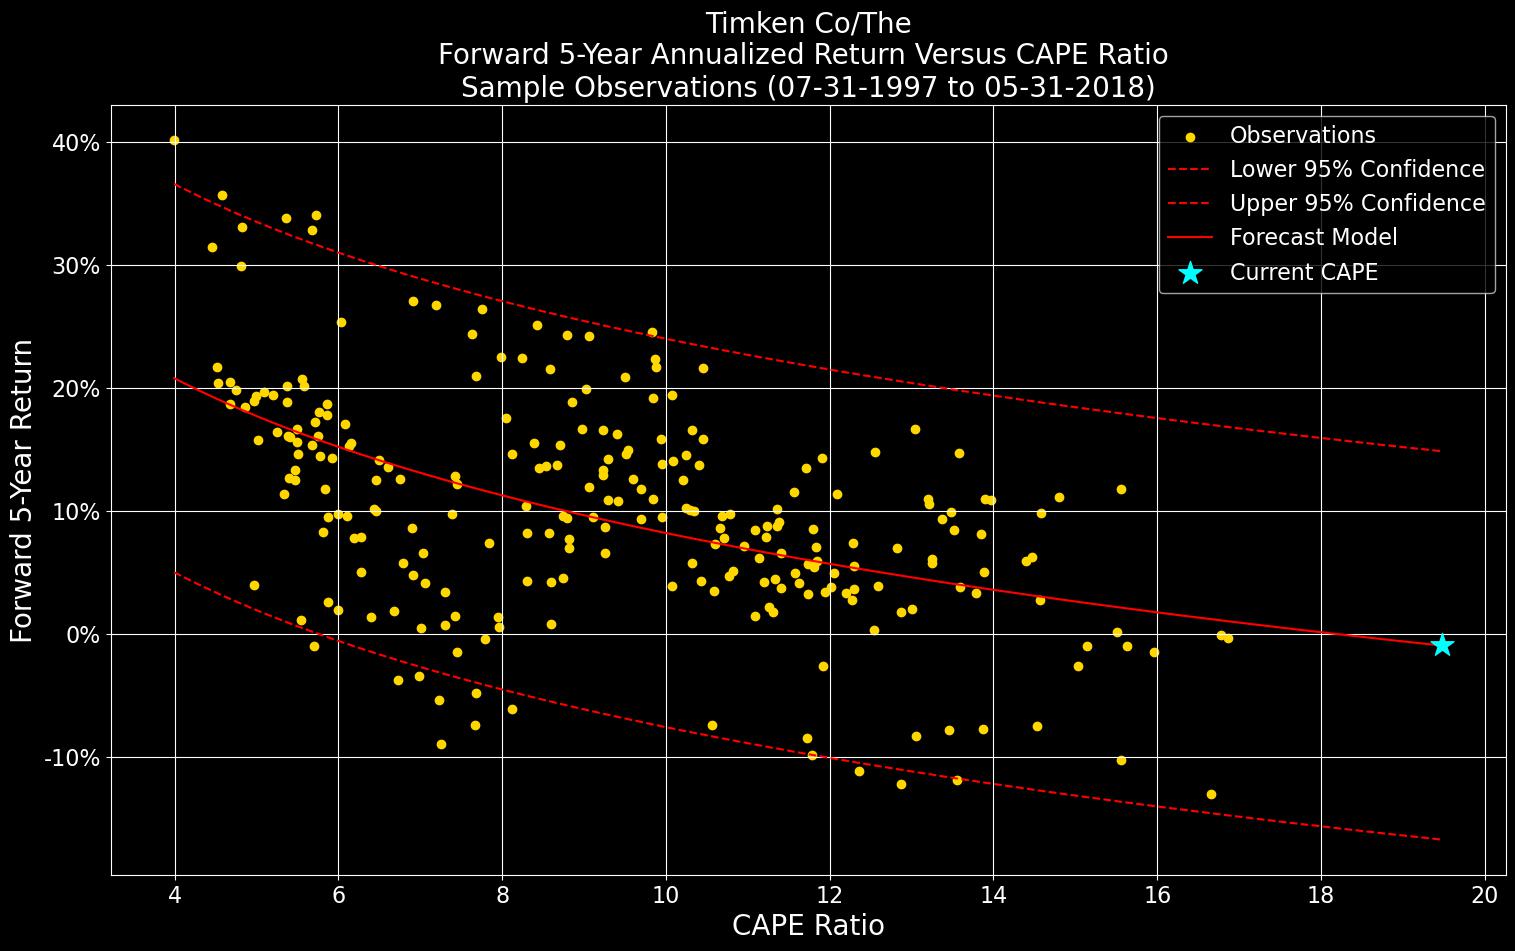 Timken Co/The
Forward 5-Year Annualized Return Versus CAPE Ratio
Sample Observations (07-31-1997 to 05-31-2018)
Observations
Lower 95% Confidence
Upper 95% Confidence
Forecast Model
Current CAPE
Forward 5-Year Return
40%
30%
20%
10%
0%
-10%
4 6 8 10 12 14 16 18 20
CAPE Ratio